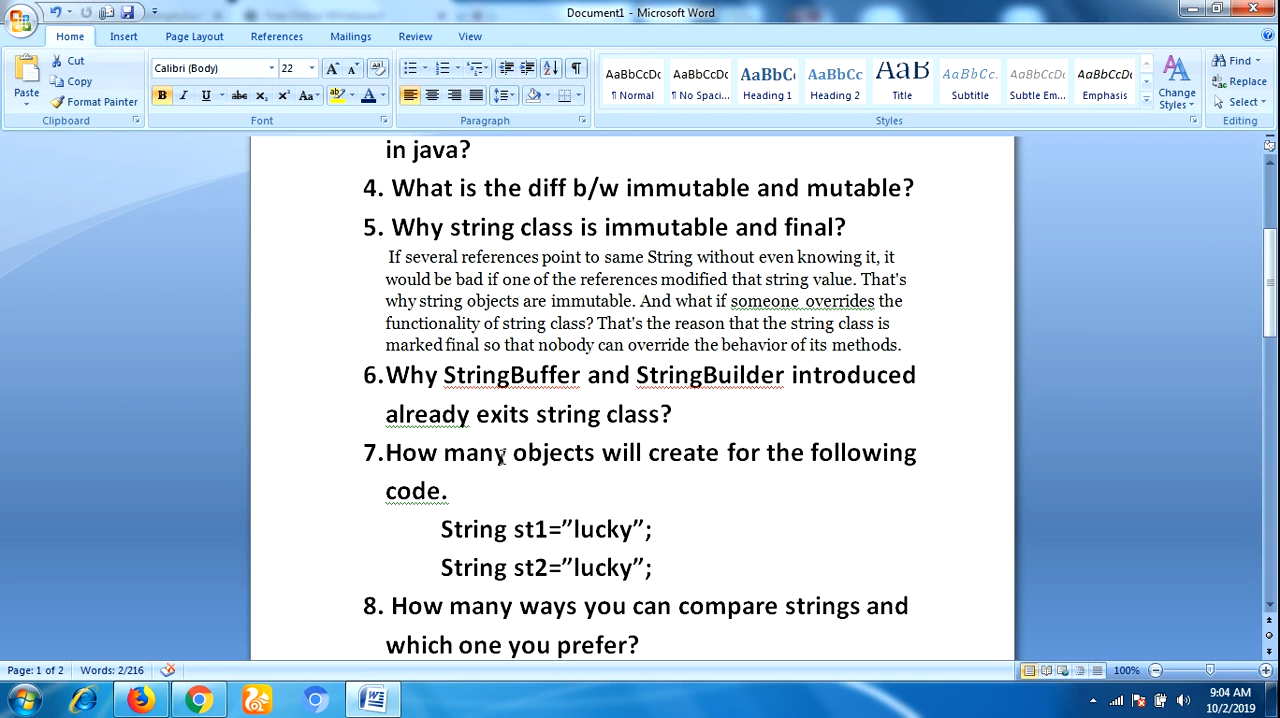 Document1 - Microsoft Word
Home Insert Page Layout References Mailings Review View
Paste
Cut
Copy
Format Painter
Clipboard
Calibri (Body) 22
B I U abe X₂ X² Aa
Font
Paragraph
AaBbCcDc AaBbCcDc AaBbC( AaBbCc AaB AaBbCc. AaBbCcDc AaBbCcDc
¶ Normal ¶ No Spaci... Heading 1 Heading 2 Title Subtitle Subtle Em... Emphasis
Change Styles
Styles
Find
Replace
Select
Editing
in java?
4. What is the diff b/w immutable and mutable?
5. Why string class is immutable and final?
If several references point to same String without even knowing it, it
would be bad if one of the references modified that string value. That's
why string objects are immutable. And what if someone overrides the
functionality of string class? That's the reason that the string class is
marked final so that nobody can override the behavior of its methods.
6.Why StringBuffer and StringBuilder introduced
already exits string class?
7.How many objects will create for the following
code.
String st1=”lucky”;
String st2=”lucky”;
8. How many ways you can compare strings and
which one you prefer?
Page: 1 of 2 Words: 2/216 100%
9:04 AM
10/2/2019